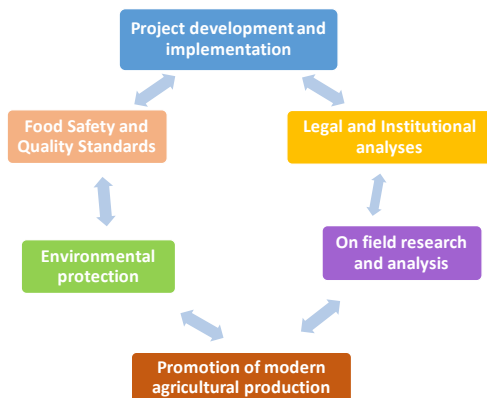 Project development and
implementation
Food Safety and
Quality Standards
Legal and Institutional
analyses
Environmental
protection
On field research
and analysis
Promotion of modern
agricultural production